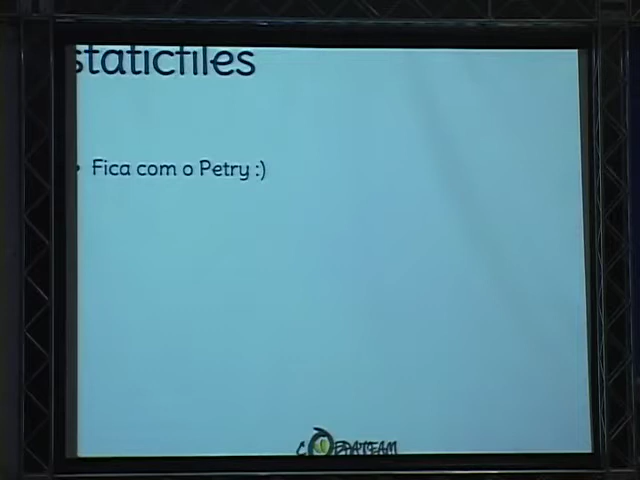 staticfiles
• Fica com o Petry :)